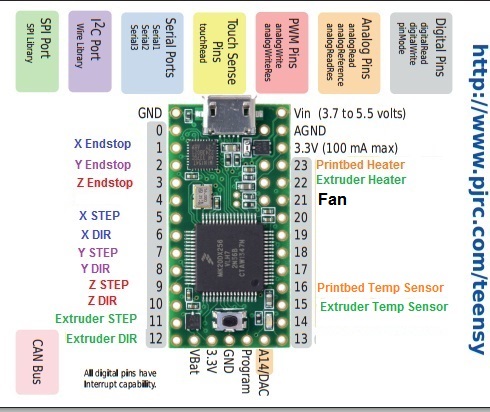 SPI Port
SPI Library
I²C Port
Wire Library
Serial Ports
Serial1
Serial2
Serial3
Touch Sense
Pins
touchRead
PWM Pins
analogWrite
analogWriteRes
Analog Pins
analogRead
analogReference
analogReadRes
Digital Pins
digitalRead
digitalWrite
pinMode
http://www.pjrc.com/teensy
GND Vin (3.7 to 5.5 volts)
0 AGND
X Endstop 1 3.3V (100 mA max)
Y Endstop 2 23 Printbed Heater
Z Endstop 3 22 Extruder Heater
4 21 Fan
X STEP 5 20
X DIR 6 19
Y STEP 7 18
Y DIR 8 17
Z STEP 9 16 Printbed Temp Sensor
Z DIR 10 15 Extruder Temp Sensor
Extruder STEP 11 14
Extruder DIR 12 13
VBat
3.3V
GND
Program
A14/DAC
CAN Bus
All digital pins have
Interrupt capability.